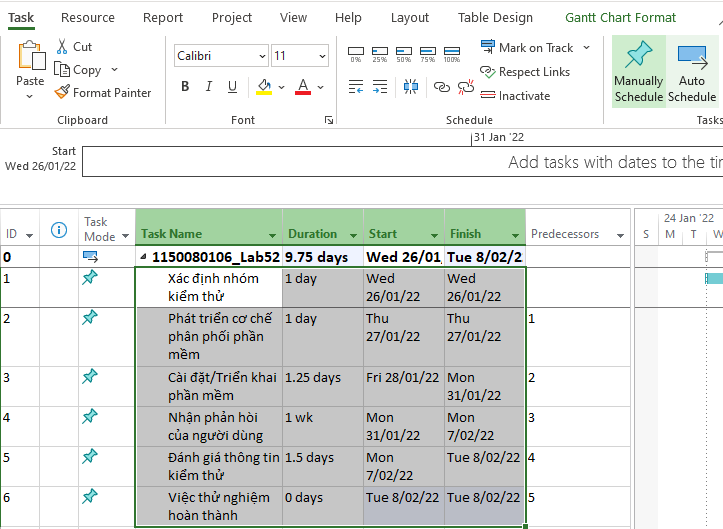 Task Resource Report Project View Help Layout Table Design Gantt Chart Format
Paste
Cut
Copy
Format Painter
Clipboard
Calibri 11
B I U A
Font
0% 25% 50% 75% 100%
Mark on Track
Respect Links
Inactivate
Schedule
Manually Schedule
Auto Schedule
Tasks
31 Jan '22
Start
Wed 26/01/22
Add tasks with dates to the tim
24 Jan '22
ID Task Mode Task Name Duration Start Finish Predecessors S M T W
0 1150080106_Lab52 9.75 days Wed 26/01 Tue 8/02/2
1 Xác định nhóm kiểm thử 1 day Wed 26/01/22 Wed 26/01/22
2 Phát triển cơ chế phân phối phần mềm 1 day Thu 27/01/22 Thu 27/01/22 1
3 Cài đặt/Triển khai phần mềm 1.25 days Fri 28/01/22 Mon 31/01/22 2
4 Nhận phản hòi của người dùng 1 wk Mon 31/01/22 Mon 7/02/22 3
5 Đánh giá thông tin kiểm thử 1.5 days Mon 7/02/22 Tue 8/02/22 4
6 Việc thử nghiệm hoàn thành 0 days Tue 8/02/22 Tue 8/02/22 5